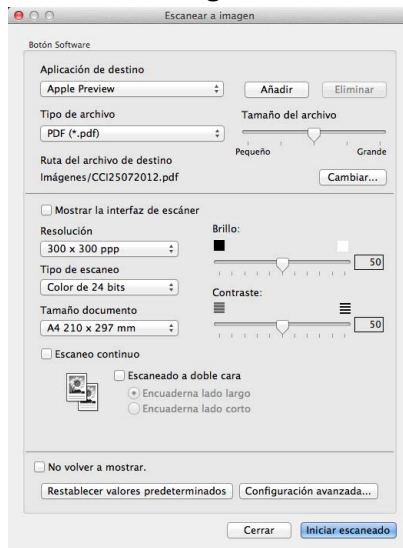 Escanear a imagen
Botón Software
Aplicación de destino
Apple Preview
Añadir
Eliminar
Tipo de archivo
Tamaño del archivo
PDF (*.pdf)
Pequeño
Grande
Ruta del archivo de destino
Imágenes/CCI25072012.pdf
Cambiar...
Mostrar la interfaz de escáner
Resolución
Brillo:
300 x 300 ppp
50
Tipo de escaneo
Color de 24 bits
Contraste:
Tamaño documento
A4 210 x 297 mm
50
Escaneo continuo
Escaneado a doble cara
Encuaderna lado largo
Encuaderna lado corto
No volver a mostrar.
Restablecer valores predeterminados
Configuración avanzada...
Cerrar
Iniciar escaneado